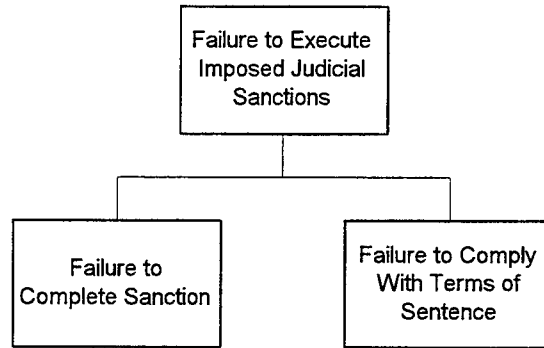 Failure to Execute
Imposed Judicial
Sanctions
Failure to
Complete Sanction
Failure to Comply
With Terms of
Sentence